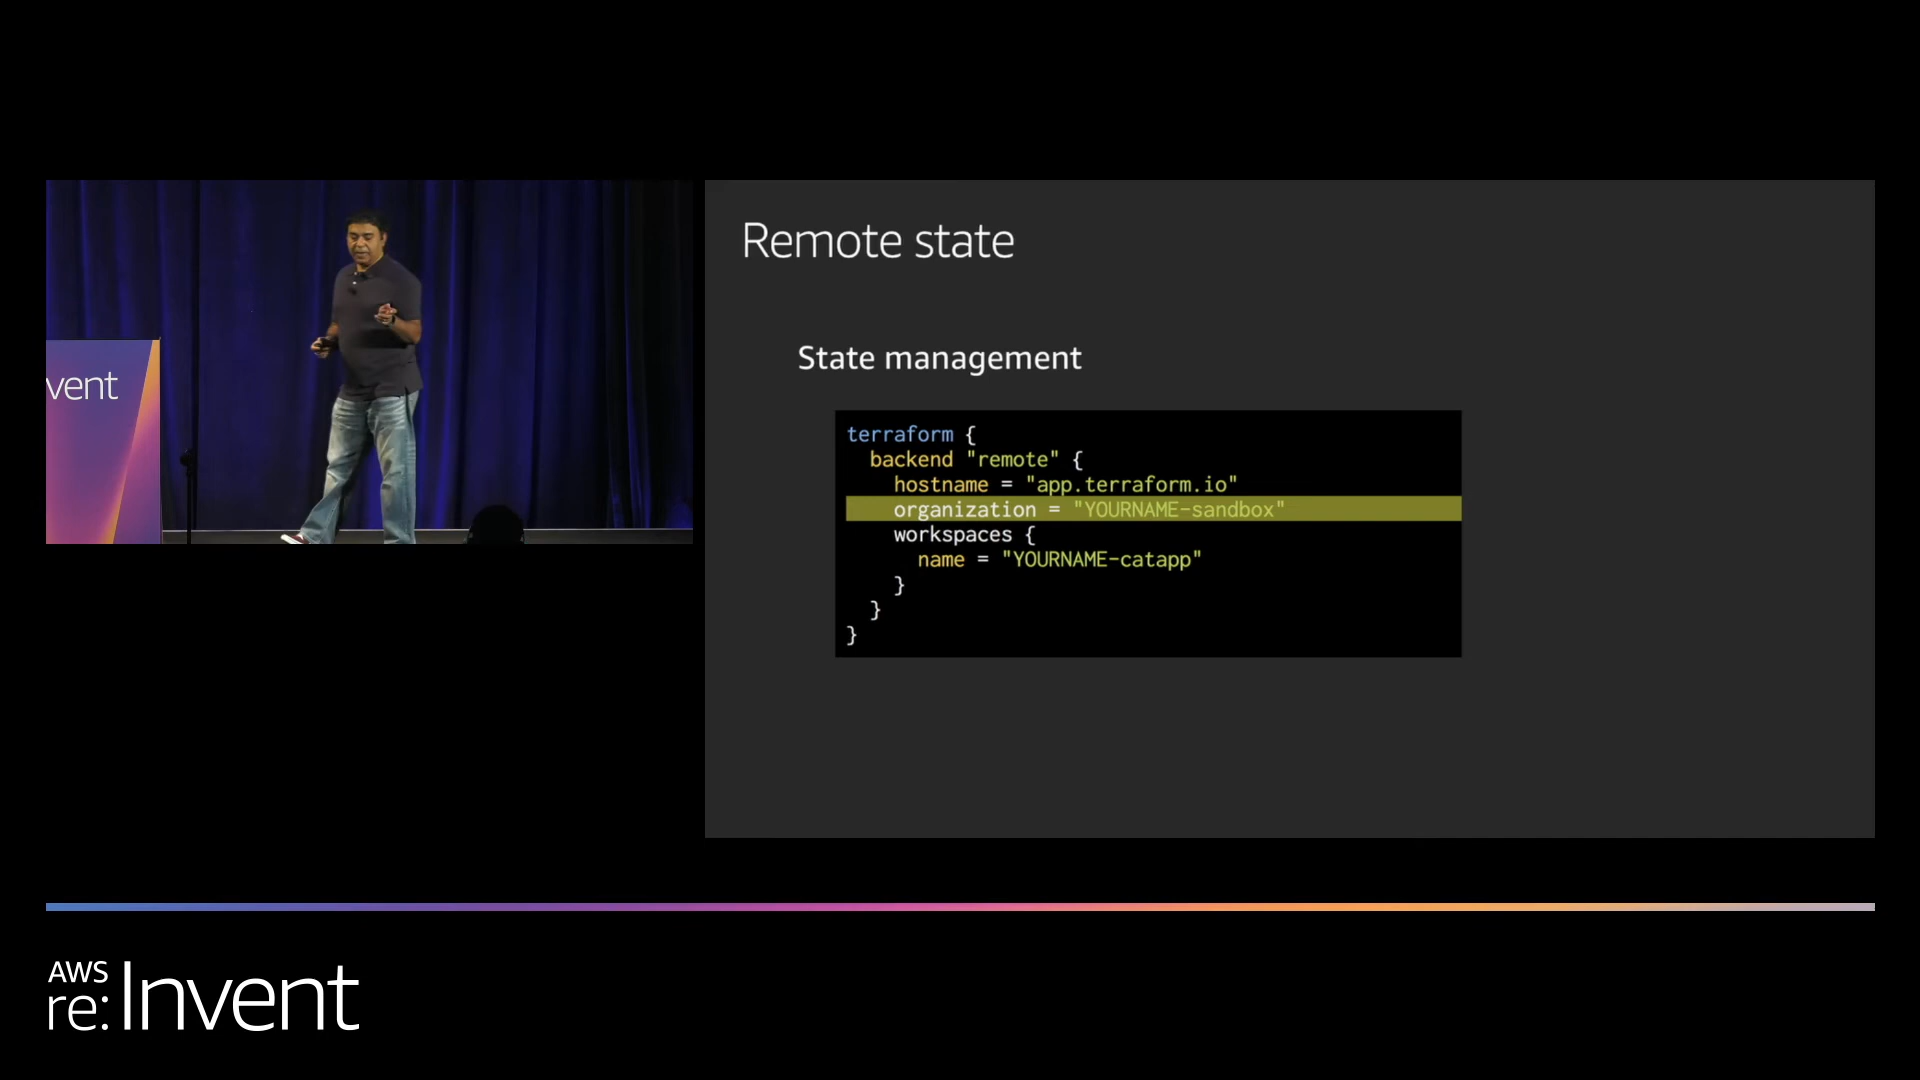 vent
Remote state
State management
terraform {
backend "remote" {
hostname = "app.terraform.io"
organization = "YOURNAME-sandbox"
workspaces {
name = "YOURNAME-catapp"
}
}
}
AWS
re:Invent